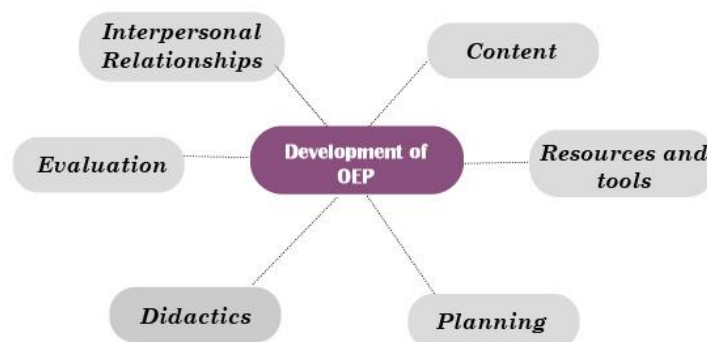 Interpersonal
Relationships
Content
Development of
OEP
Evaluation
Resources and
tools
Didactics
Planning